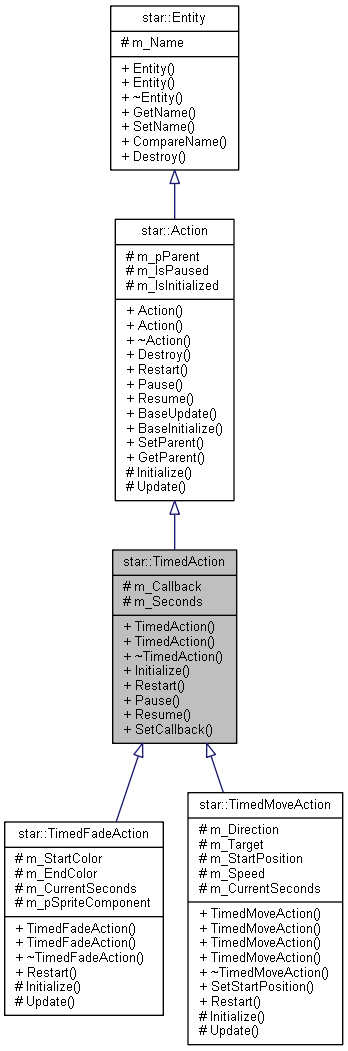 star::Entity
# m_Name
+ Entity()
+ Entity()
+ ~Entity()
+ GetName()
+ SetName()
+ CompareName()
+ Destroy()
star::Action
# m_pParent
# m_IsPaused
# m_IsInitialized
+ Action()
+ Action()
+ ~Action()
+ Destroy()
+ Restart()
+ Pause()
+ Resume()
+ BaseUpdate()
+ BaseInitialize()
+ SetParent()
+ GetParent()
# Initialize()
# Update()
star::TimedAction
# m_Callback
# m_Seconds
+ TimedAction()
+ TimedAction()
+ ~TimedAction()
+ Initialize()
+ Restart()
+ Pause()
+ Resume()
+ SetCallback()
star::TimedFadeAction
# m_StartColor
# m_EndColor
# m_CurrentSeconds
# m_pSpriteComponent
+ TimedFadeAction()
+ TimedFadeAction()
+ ~TimedFadeAction()
+ Restart()
# Initialize()
# Update()
star::TimedMoveAction
# m_Direction
# m_Target
# m_StartPosition
# m_Speed
# m_CurrentSeconds
+ TimedMoveAction()
+ TimedMoveAction()
+ TimedMoveAction()
+ TimedMoveAction()
+ ~TimedMoveAction()
+ SetStartPosition()
+ Restart()
# Initialize()
# Update()